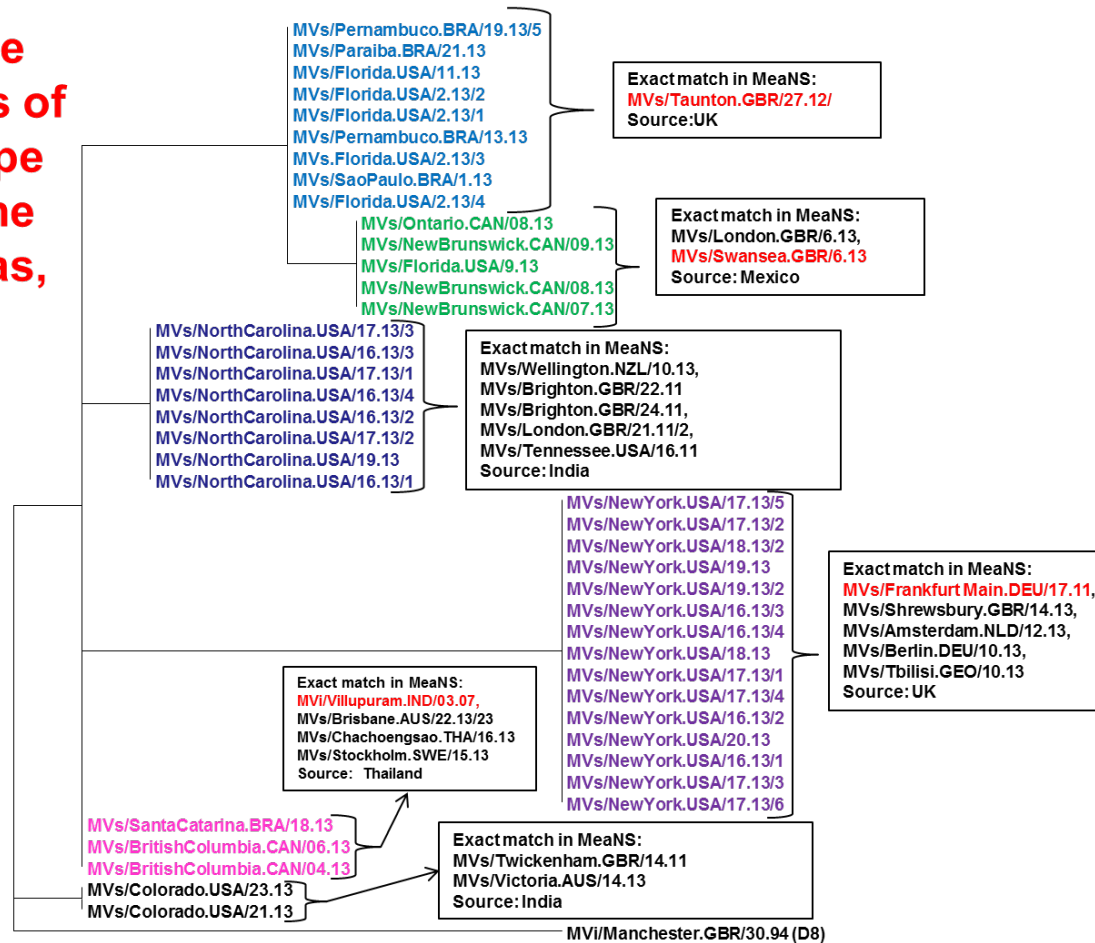 e
s of
pe
ne
as,
MVs/Pernambuco.BRA/19.13/5
MVs/Paraiba.BRA/21.13
MVs/Florida.USA/11.13
MVs/Florida.USA/2.13/2
MVs/Florida.USA/2.13/1
MVs/Pernambuco.BRA/13.13
MVs.Florida.USA/2.13/3
MVs/SaoPaulo.BRA/1.13
MVs/Florida.USA/2.13/4
Exact match in MeaNS:
MVs/Taunton.GBR/27.12/
Source:UK
MVs/Ontario.CAN/08.13
MVs/NewBrunswick.CAN/09.13
MVs/Florida.USA/9.13
MVs/NewBrunswick.CAN/08.13
MVs/NewBrunswick.CAN/07.13
Exact match in MeaNS:
MVs/London.GBR/6.13,
MVs/Swansea.GBR/6.13
Source: Mexico
MVs/NorthCarolina.USA/17.13/3
MVs/NorthCarolina.USA/16.13/3
MVs/NorthCarolina.USA/17.13/1
MVs/NorthCarolina.USA/16.13/4
MVs/NorthCarolina.USA/16.13/2
MVs/NorthCarolina.USA/17.13/2
MVs/NorthCarolina.USA/19.13
MVs/NorthCarolina.USA/16.13/1
Exact match in MeaNS:
MVs/Wellington.NZL/10.13,
MVs/Brighton.GBR/22.11
MVs/Brighton.GBR/24.11,
MVs/London.GBR/21.11/2,
MVs/Tennessee.USA/16.11
Source: India
MVs/NewYork.USA/17.13/5
MVs/NewYork.USA/17.13/2
MVs/NewYork.USA/18.13/2
MVs/NewYork.USA/19.13
MVs/NewYork.USA/19.13/2
MVs/NewYork.USA/16.13/3
MVs/NewYork.USA/16.13/4
MVs/NewYork.USA/18.13
MVs/NewYork.USA/17.13/1
MVs/NewYork.USA/17.13/4
MVs/NewYork.USA/16.13/2
MVs/NewYork.USA/20.13
MVs/NewYork.USA/16.13/1
MVs/NewYork.USA/17.13/3
MVs/NewYork.USA/17.13/6
Exact match in MeaNS:
MVs/Frankfurt Main.DEU/17.11,
MVs/Shrewsbury.GBR/14.13,
MVs/Amsterdam.NLD/12.13,
MVs/Berlin.DEU/10.13,
MVs/Tbilisi.GEO/10.13
Source: UK
Exact match in MeaNS:
MVi/Villupuram.IND/03.07,
MVs/Brisbane.AUS/22.13/23
MVs/Chachoengsao.THA/16.13
MVs/Stockholm.SWE/15.13
Source: Thailand
MVs/SantaCatarina.BRA/18.13
MVs/BritishColumbia.CAN/06.13
MVs/BritishColumbia.CAN/04.13
MVs/Colorado.USA/23.13
MVs/Colorado.USA/21.13
Exact match in MeaNS:
MVs/Twickenham.GBR/14.11
MVs/Victoria.AUS/14.13
Source: India
MVi/Manchester.GBR/30.94 (D8)